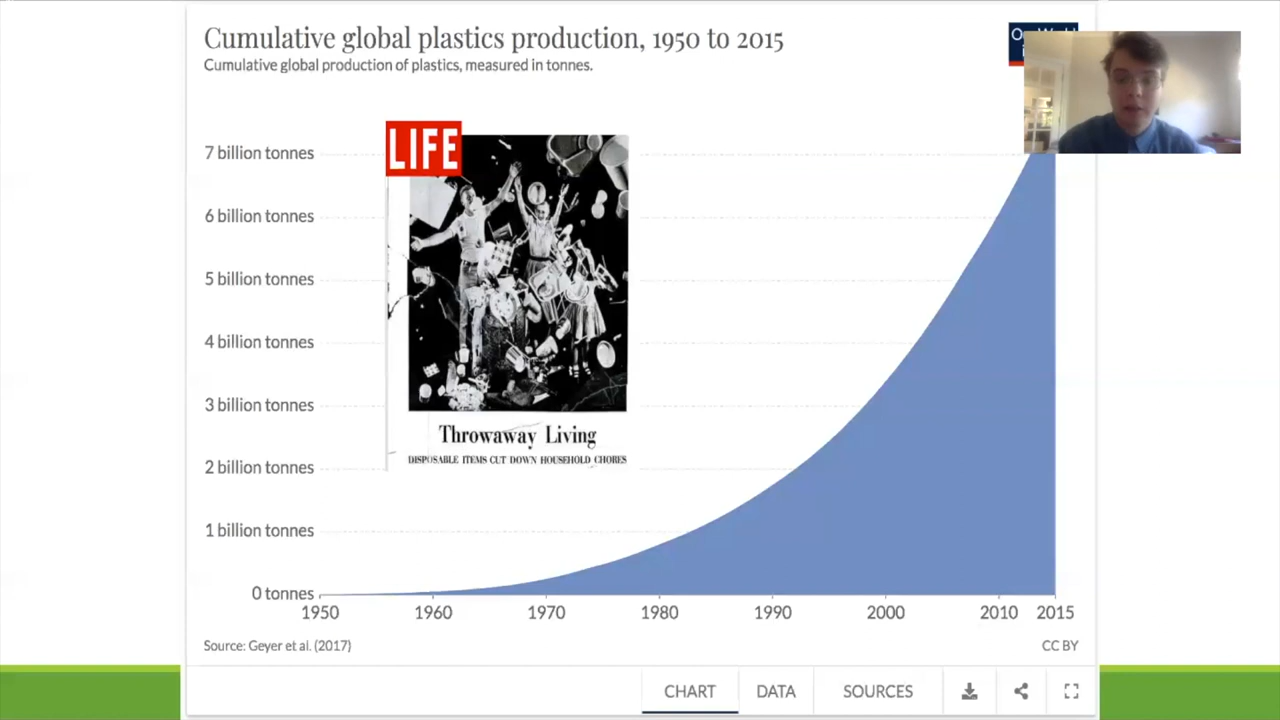 Cumulative global plastics production, 1950 to 2015
Cumulative global production of plastics, measured in tonnes.
7 billion tonnes
6 billion tonnes
5 billion tonnes
4 billion tonnes
3 billion tonnes
2 billion tonnes
1 billion tonnes
0 tonnes
LIFE
Throwaway Living
DISPOSABLE ITEMS CUT DOWN HOUSEHOLD CHORES
1950 1960 1970 1980 1990 2000 2010 2015
Source: Geyer et al. (2017)
CC BY
CHART DATA SOURCES